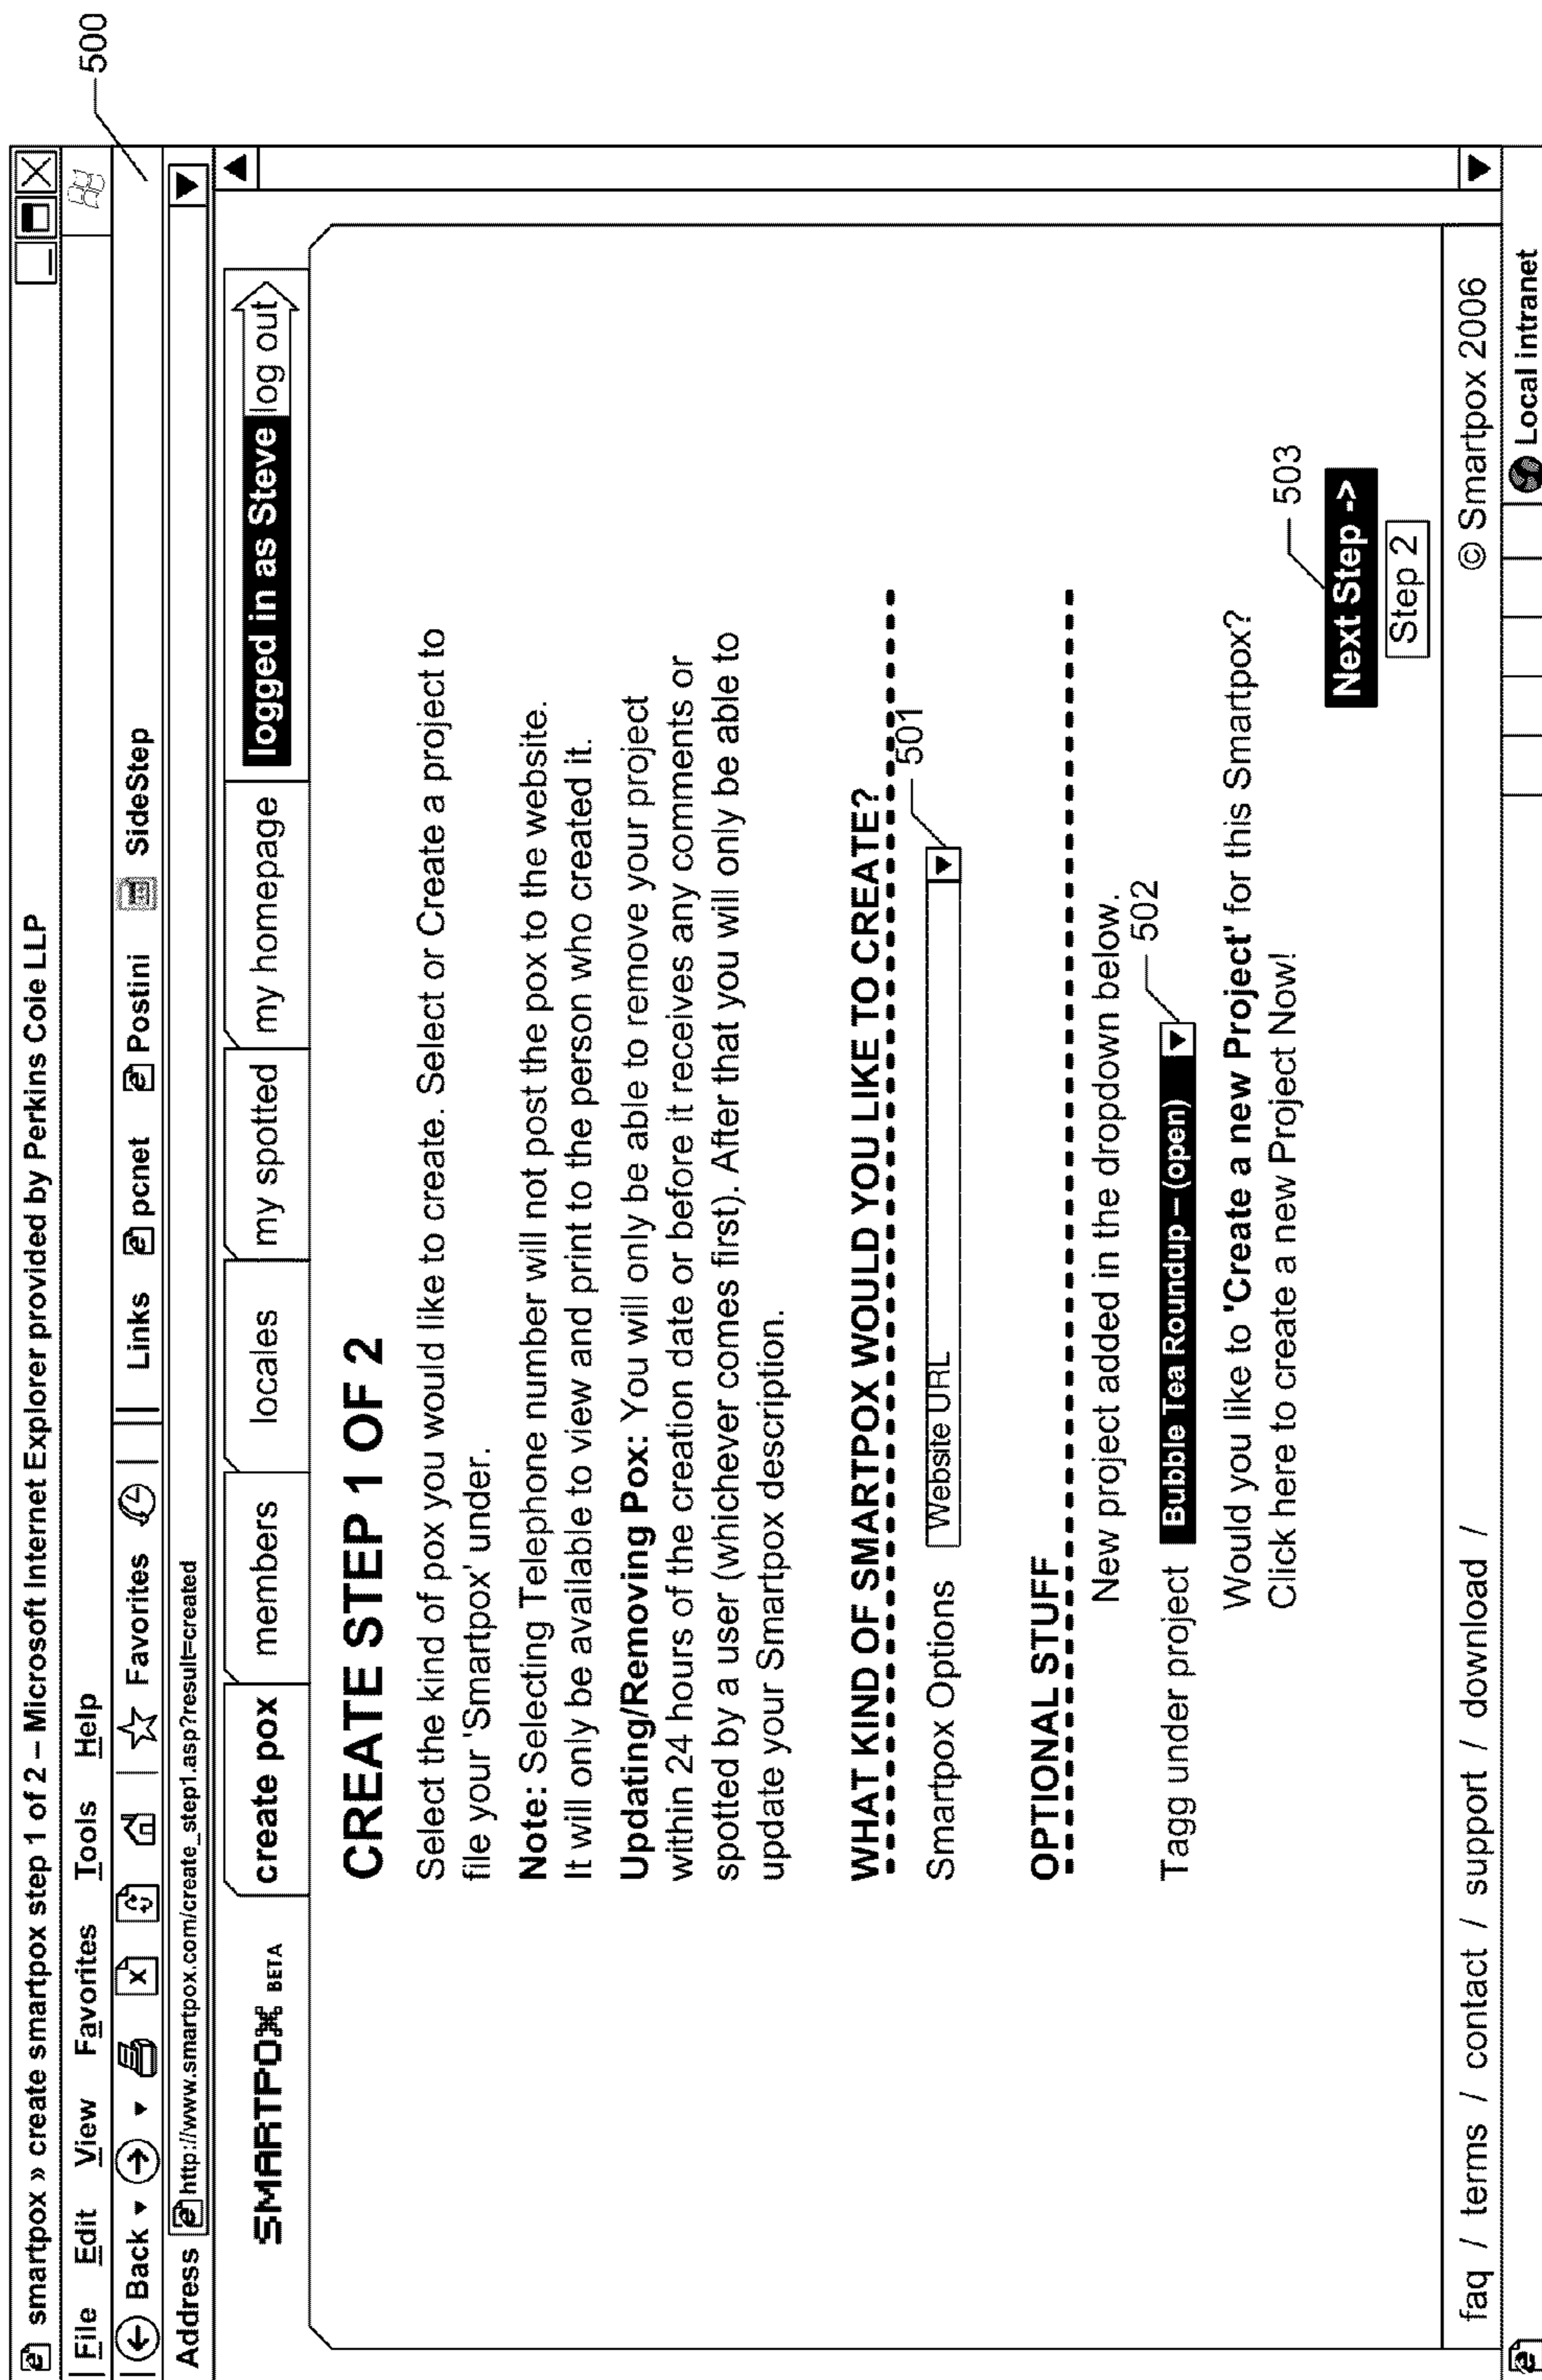 smartpox » create smartpox step 1 of 2 – Microsoft Internet Explorer provided by Perkins Coie LLP
File Edit View Favorites Tools Help
500
Back Favorites Links pcnet Postini SideStep
Address http://www.smartpox.com/create_step1.asp?result=created
SMARTPOX BETA create pox members locales my spotted my homepage logged in as Steve log out
CREATE STEP 1 OF 2
Select the kind of pox you would like to create. Select or Create a project to
file your 'Smartpox' under.
Note: Selecting Telephone number will not post the pox to the website.
It will only be available to view and print to the person who created it.
Updating/Removing Pox: You will only be able to remove your project
within 24 hours of the creation date or before it receives any comments or
spotted by a user (whichever comes first). After that you will only be able to
update your Smartpox description.
WHAT KIND OF SMARTPOX WOULD YOU LIKE TO CREATE?
501
Smartpox Options Website URL
OPTIONAL STUFF
New project added in the dropdown below.
502
Tagg under project Bubble Tea Roundup – (open)
Would you like to 'Create a new Project' for this Smartpox?
Click here to create a new Project Now!
503
Next Step ->
Step 2
faq / terms / contact / support / download / © Smartpox 2006
Local intranet